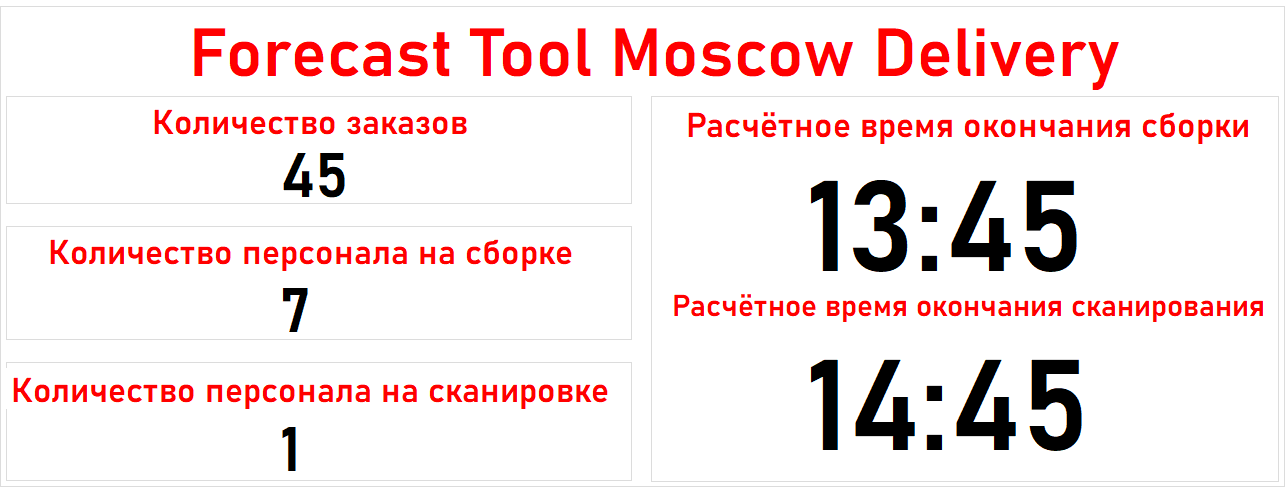 Forecast Tool Moscow Delivery
Количество заказов
45
Количество персонала на сборке
7
Количество персонала на сканировке
1
Расчётное время окончания сборки
13:45
Расчётное время окончания сканирования
14:45